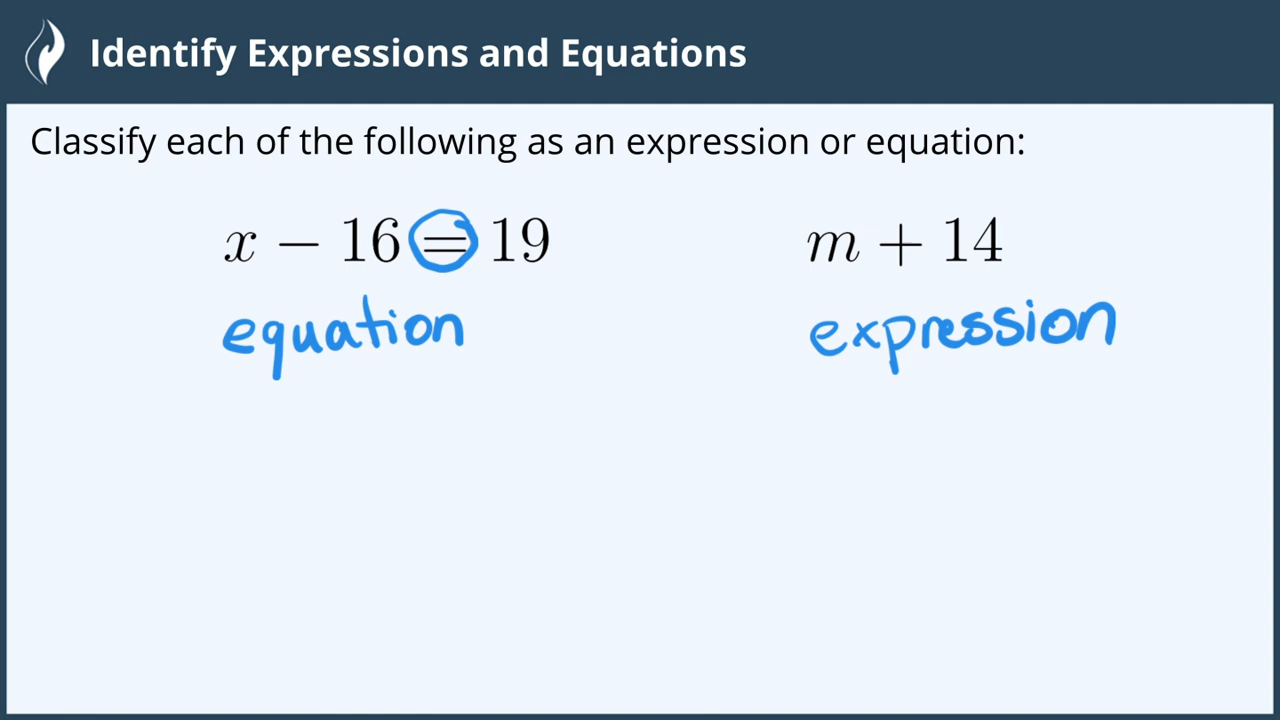 Identify Expressions and Equations
Classify each of the following as an expression or equation:
x − 16 = 19 m + 14
equation expression